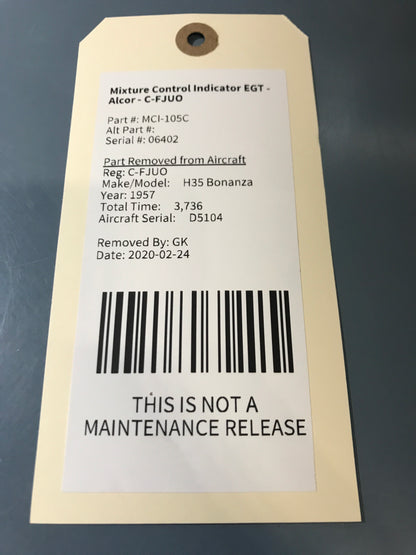 Mixture Control Indicator EGT -
Alcor - C-FJUO
Part #: MCI-105C
Alt Part #:
Serial #: 06402
Part Removed from Aircraft
Reg: C-FJUO
Make/Model: H35 Bonanza
Year: 1957
Total Time: 3,736
Aircraft Serial: D5104
Removed By: GK
Date: 2020-02-24
THIS IS NOT A
MAINTENANCE RELEASE